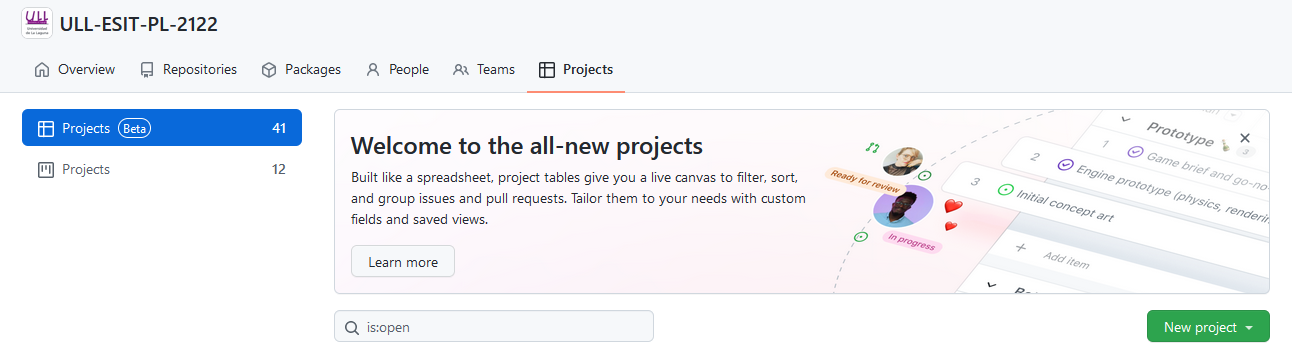 ULL
Universidad
de La Laguna
ULL-ESIT-PL-2122
Overview
Repositories
Packages
People
Teams
Projects
Projects Beta 41
Projects 12
Welcome to the all-new projects
Built like a spreadsheet, project tables give you a live canvas to filter, sort,
and group issues and pull requests. Tailor them to your needs with custom
fields and saved views.
Learn more
Ready for review
In progress
Prototype 3
1 Game brief and go-no-
2 Engine prototype (physics, renderin
3 Initial concept art
+ Add item
is:open
New project